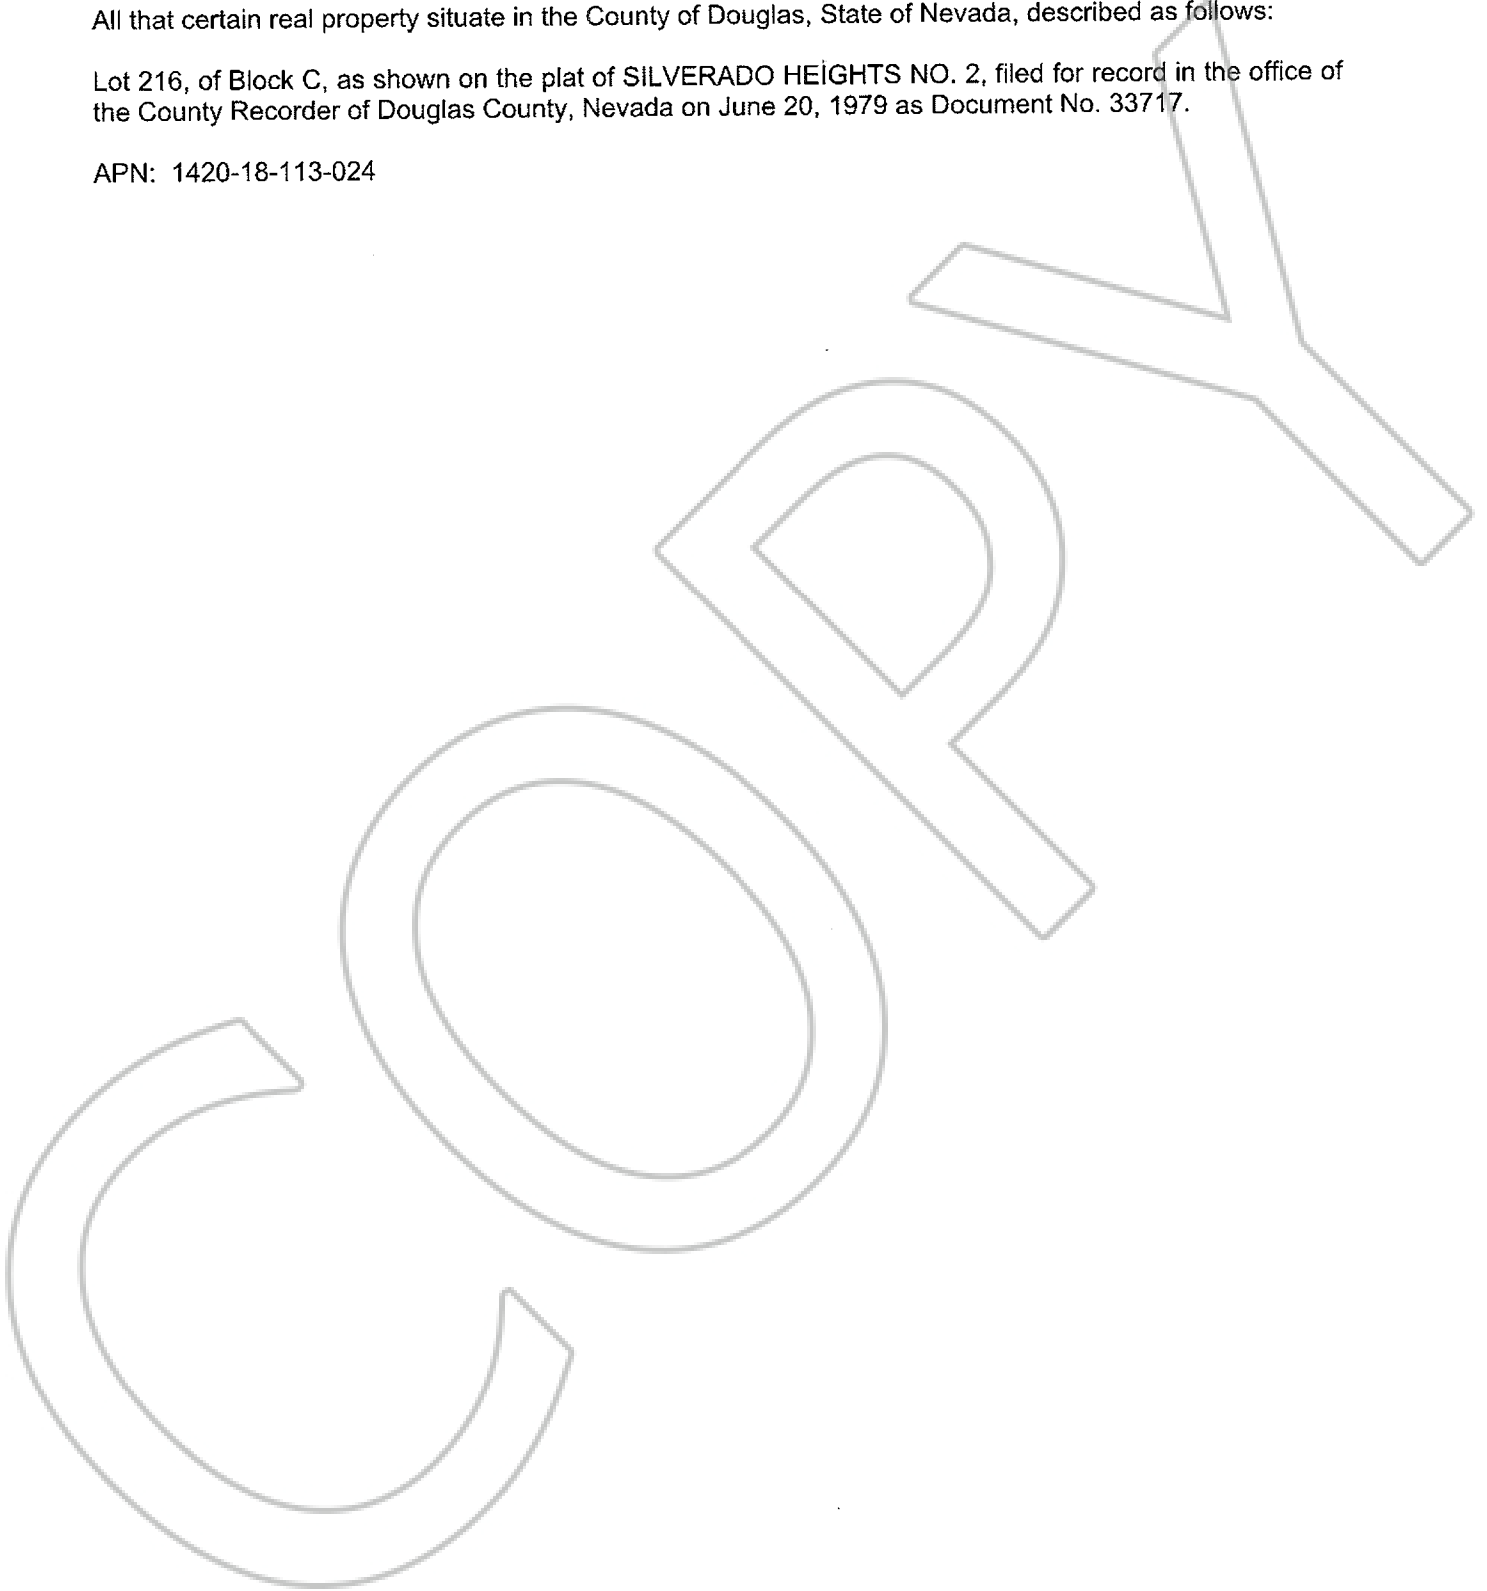 All that certain real property situate in the County of Douglas, State of Nevada, described as follows:
Lot 216, of Block C, as shown on the plat of SILVERADO HEIGHTS NO. 2, filed for record in the office of
the County Recorder of Douglas County, Nevada on June 20, 1979 as Document No. 33717.
APN: 1420-18-113-024
COPY